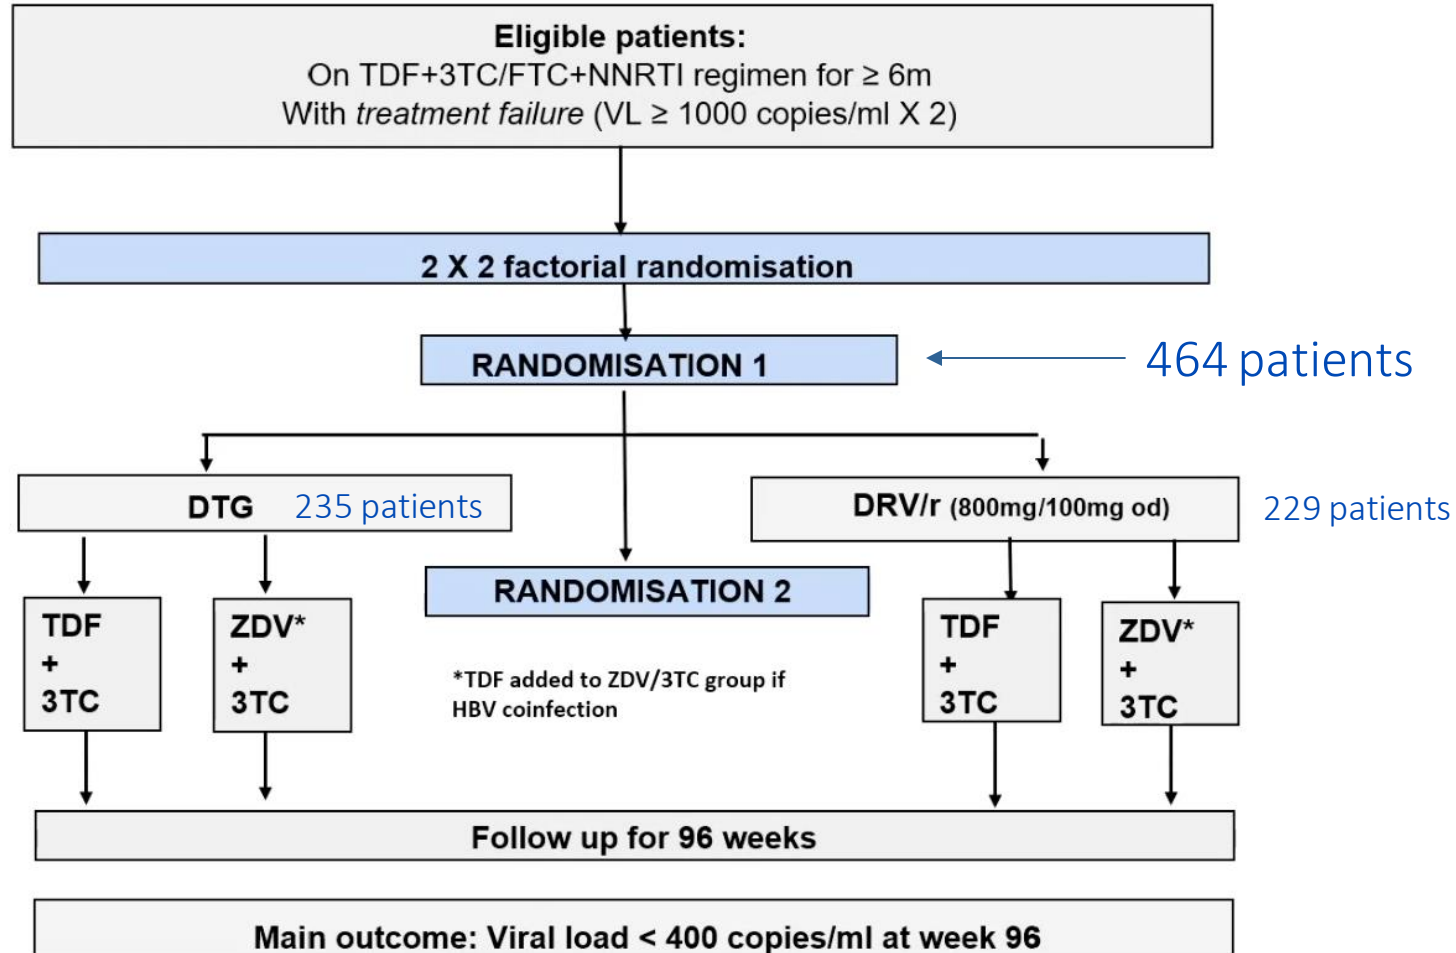 Eligible patients:
On TDF+3TC/FTC+NNRTI regimen for ≥ 6m
With treatment failure (VL ≥ 1000 copies/ml X 2)
2 X 2 factorial randomisation
RANDOMISATION 1
464 patients
DTG 235 patients
DRV/r (800mg/100mg od)
229 patients
RANDOMISATION 2
TDF
+
3TC
ZDV*
+
3TC
*TDF added to ZDV/3TC group if
HBV coinfection
TDF
+
3TC
ZDV*
+
3TC
Follow up for 96 weeks
Main outcome: Viral load < 400 copies/ml at week 96